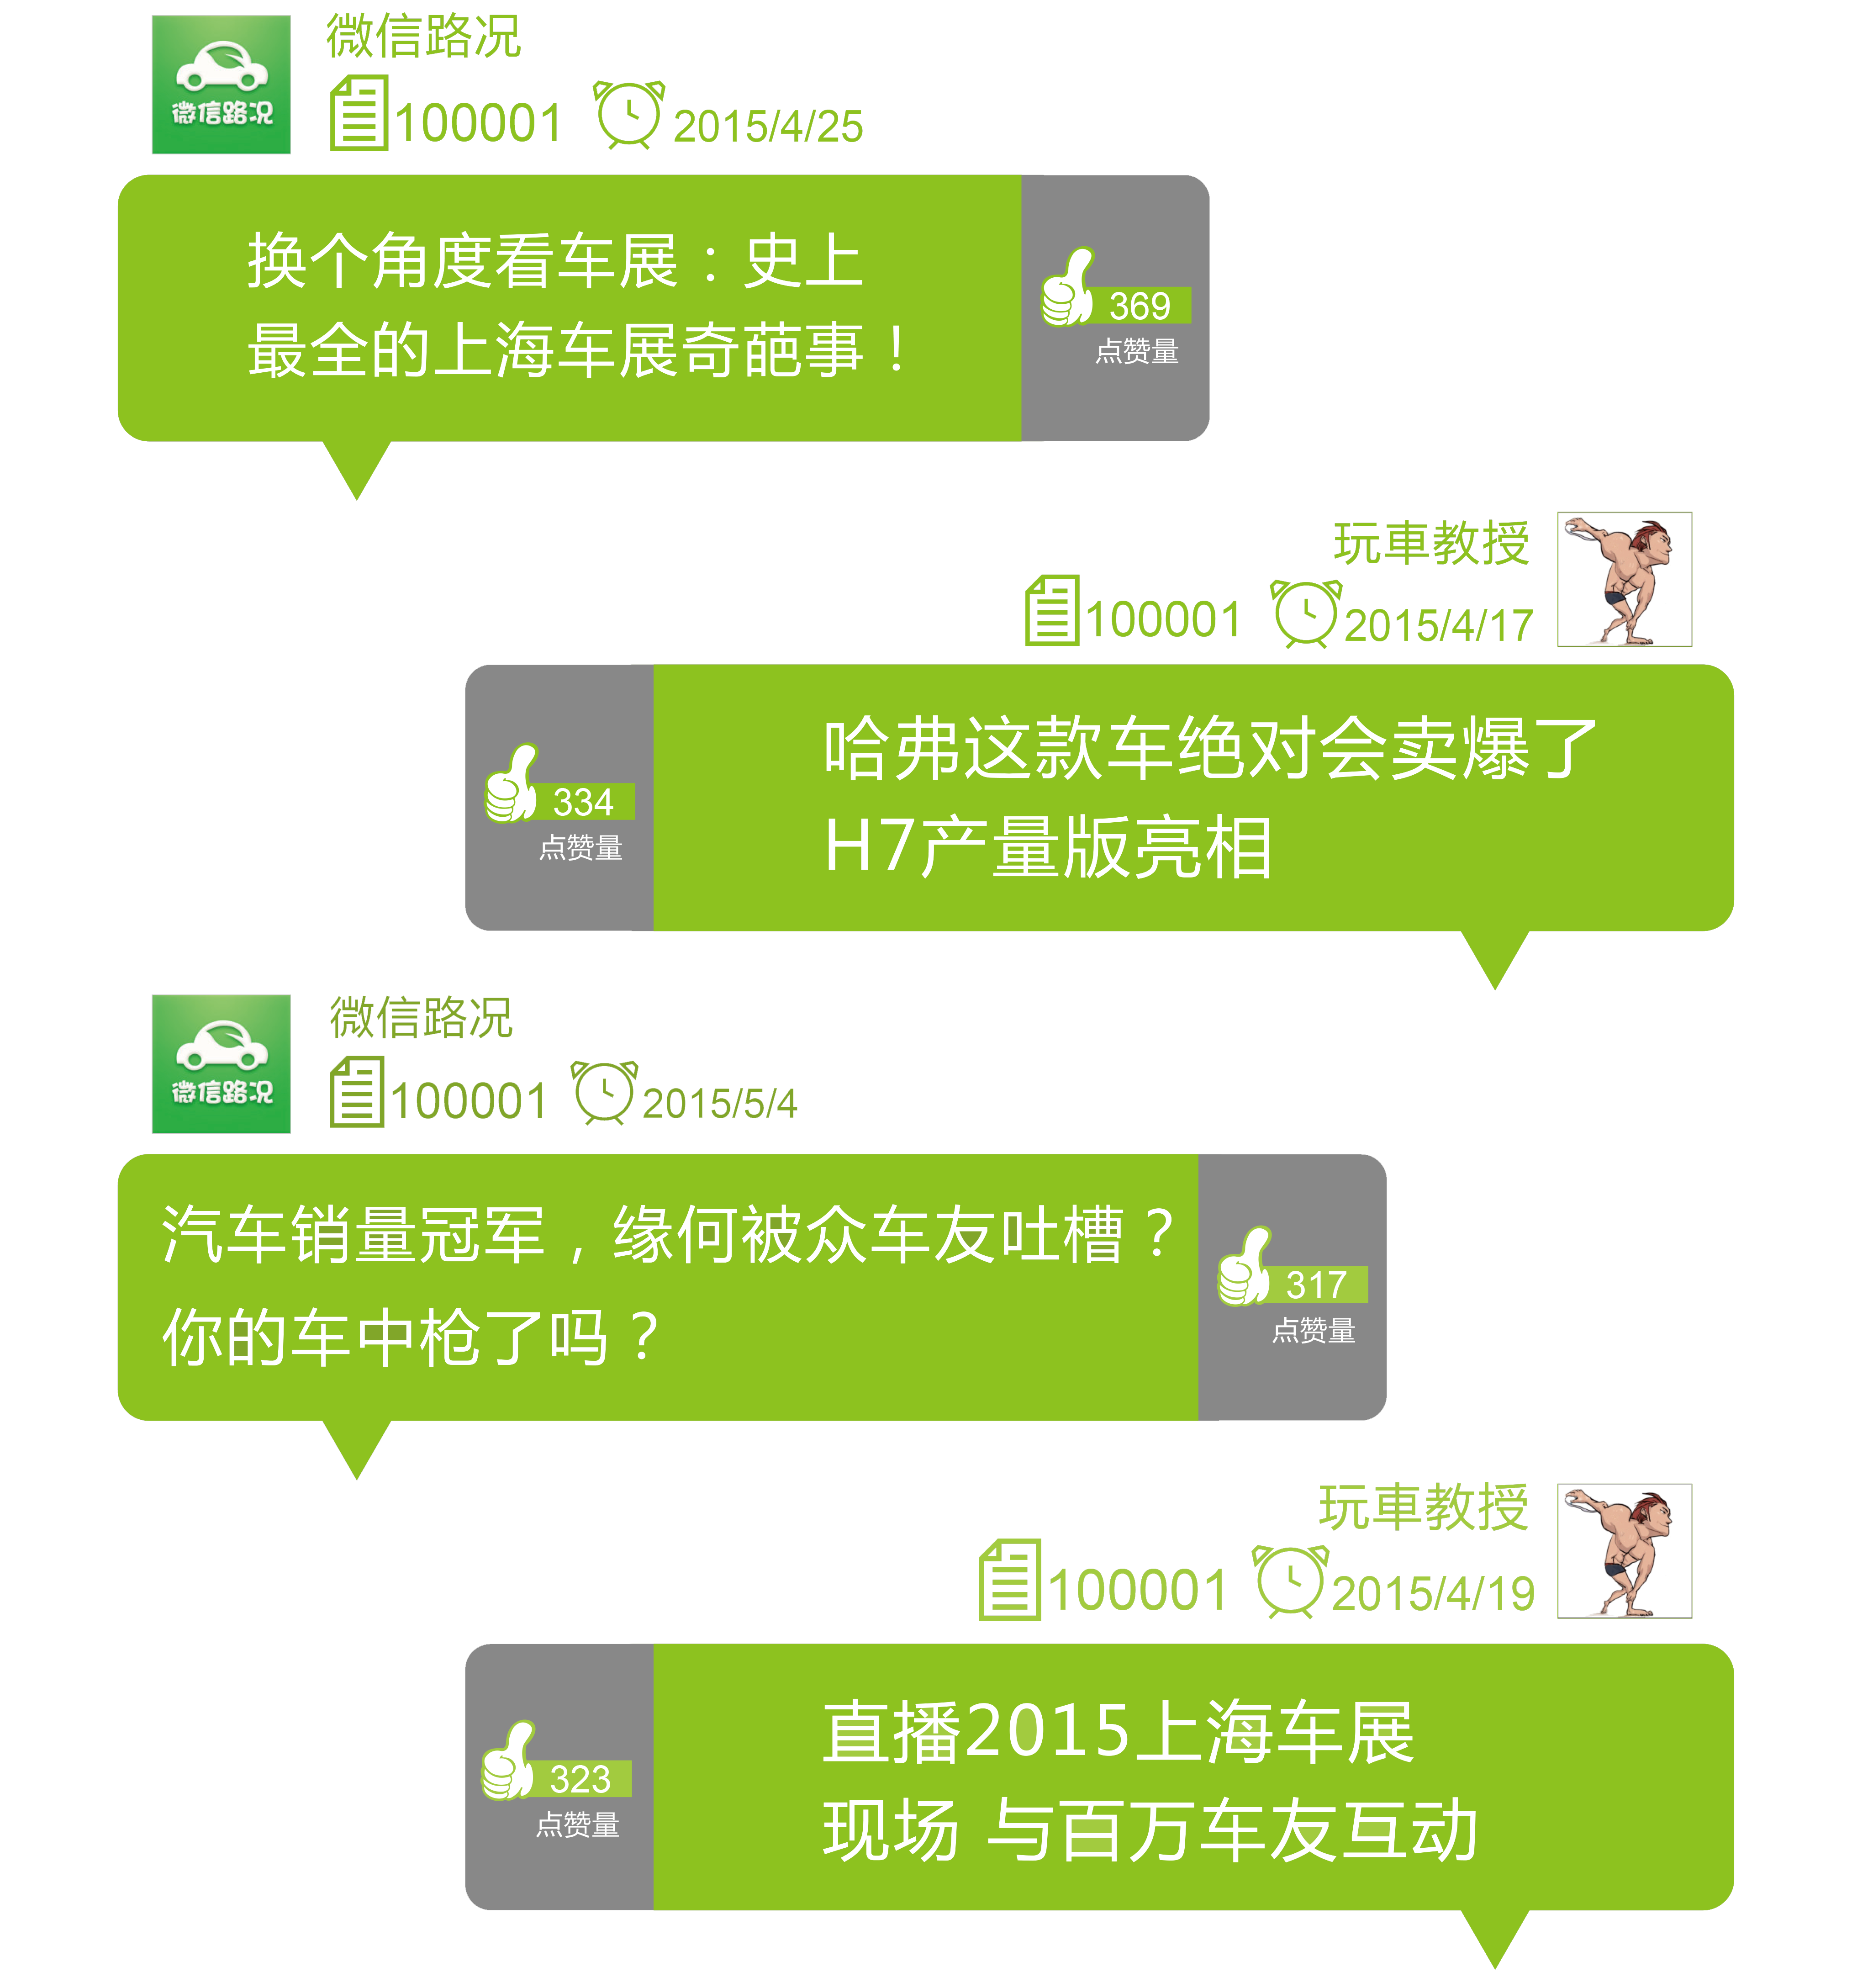 微信路况
微信路况
100001 2015/4/25
换个角度看车展：史上
最全的上海车展奇葩事！
369
点赞量
玩車教授
100001 2015/4/17
哈弗这款车绝对会卖爆了
H7产量版亮相
334
点赞量
微信路况
微信路况
100001 2015/5/4
汽车销量冠军，缘何被众车友吐槽？
你的车中枪了吗？
317
点赞量
玩車教授
100001 2015/4/19
直播2015上海车展
现场 与百万车友互动
323
点赞量